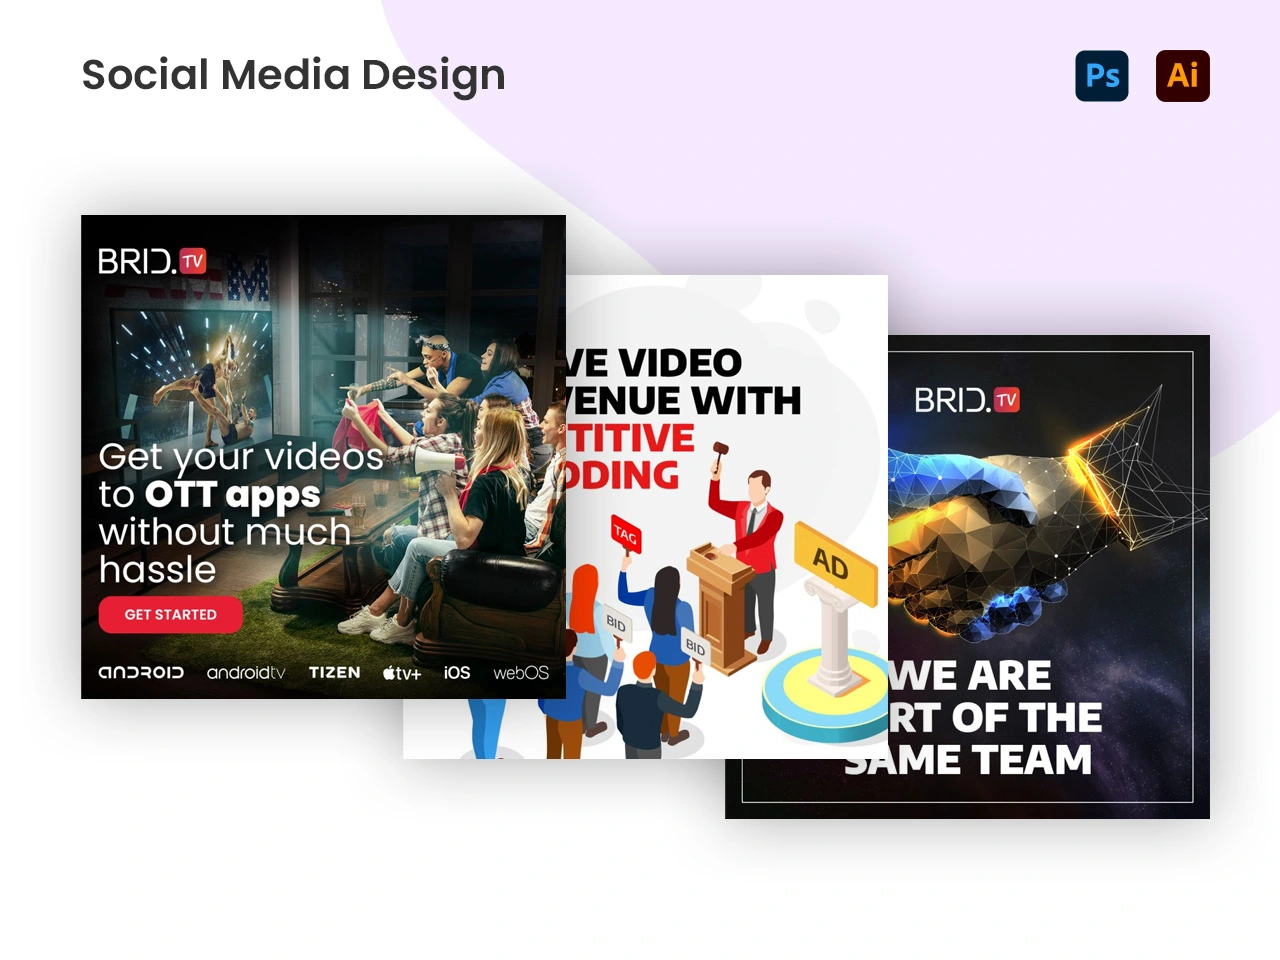 Social Media Design
Ps
Ai
BRID.TV
Get your videos
to OTT apps
without much
hassle
GET STARTED
android
androidtv
TIZEN
tv+
iOS
webOS
VE VIDEO
VENUE WITH
TITIVE
DDING
TAG
BID
BID
AD
BRID.TV
WE ARE
RT OF THE
SAME TEAM